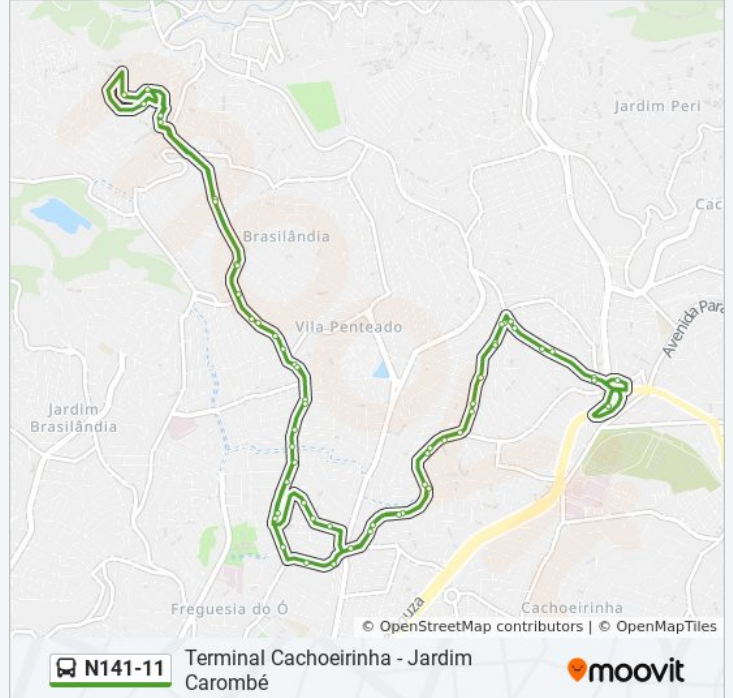 Jardim Peri
Cac
Brasilândia
Avenida Para
Vila Penteado
Jardim
Brasilândia
Freguesia do Ó
ouza
Cachoeirinha
© OpenStreetMap contributors | © OpenMapTiles
N141-11
Terminal Cachoeirinha - Jardim
Carombé
moovit